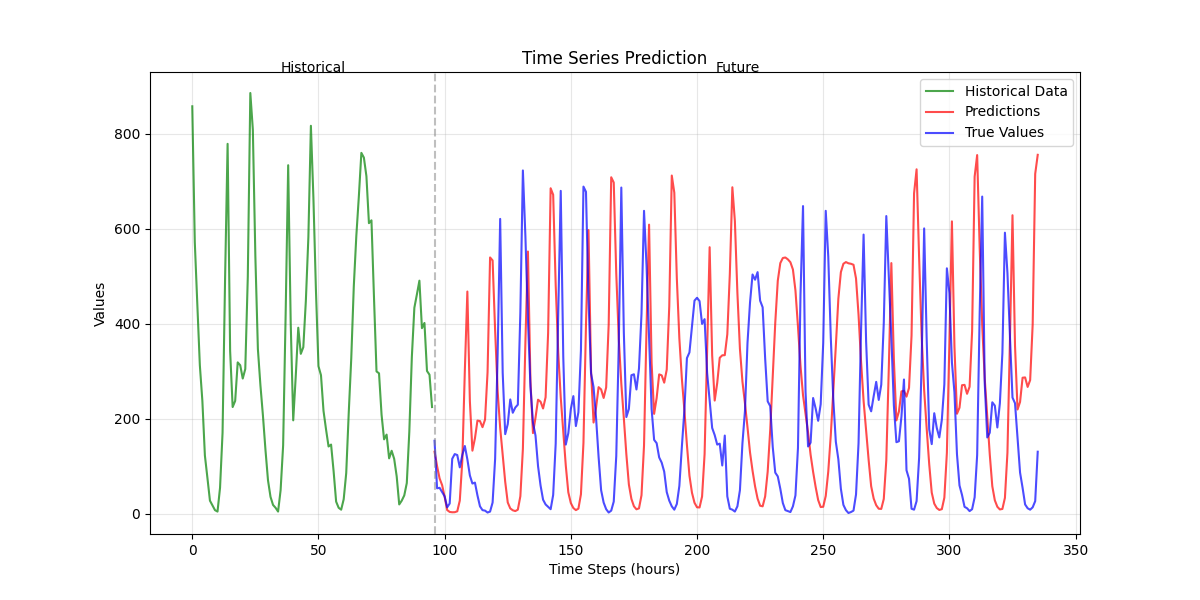 Time Series Prediction
Historical
Future
Historical Data
Predictions
True Values
Values
800
600
400
200
0
0
50
100
150
200
250
300
350
Time Steps (hours)